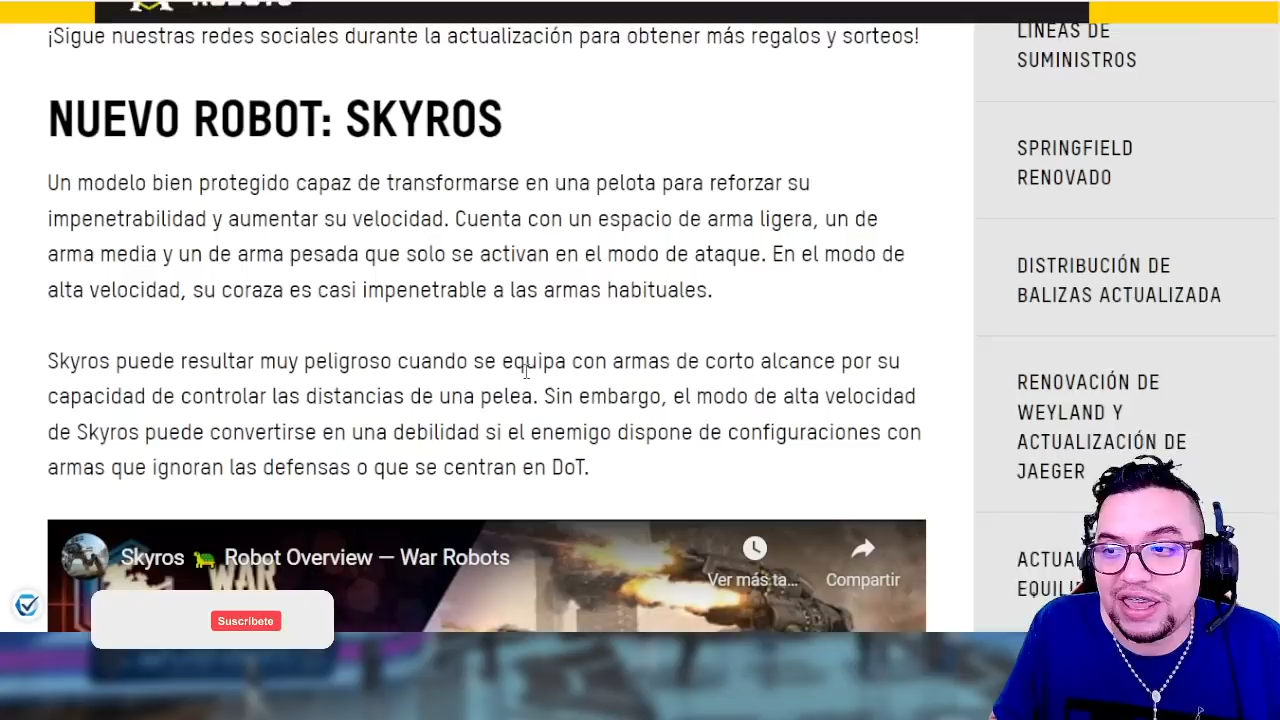 ¡Sigue nuestras redes sociales durante la actualización para obtener más regalos y sorteos!
NUEVO ROBOT: SKYROS
Un modelo bien protegido capaz de transformarse en una pelota para reforzar su
impenetrabilidad y aumentar su velocidad. Cuenta con un espacio de arma ligera, un de
arma media y un de arma pesada que solo se activan en el modo de ataque. En el modo de
alta velocidad, su coraza es casi impenetrable a las armas habituales.
Skyros puede resultar muy peligroso cuando se equipa con armas de corto alcance por su
capacidad de controlar las distancias de una pelea. Sin embargo, el modo de alta velocidad
de Skyros puede convertirse en una debilidad si el enemigo dispone de configuraciones con
armas que ignoran las defensas o que se centran en DoT.
Skyros 🐢 Robot Overview — War Robots
Ver más ta...
Compartir
WAR
Suscríbete
LÍNEAS DE
SUMINISTROS
SPRINGFIELD
RENOVADO
DISTRIBUCIÓN DE
BALIZAS ACTUALIZADA
RENOVACIÓN DE
WEYLAND Y
ACTUALIZACIÓN DE
JAEGER